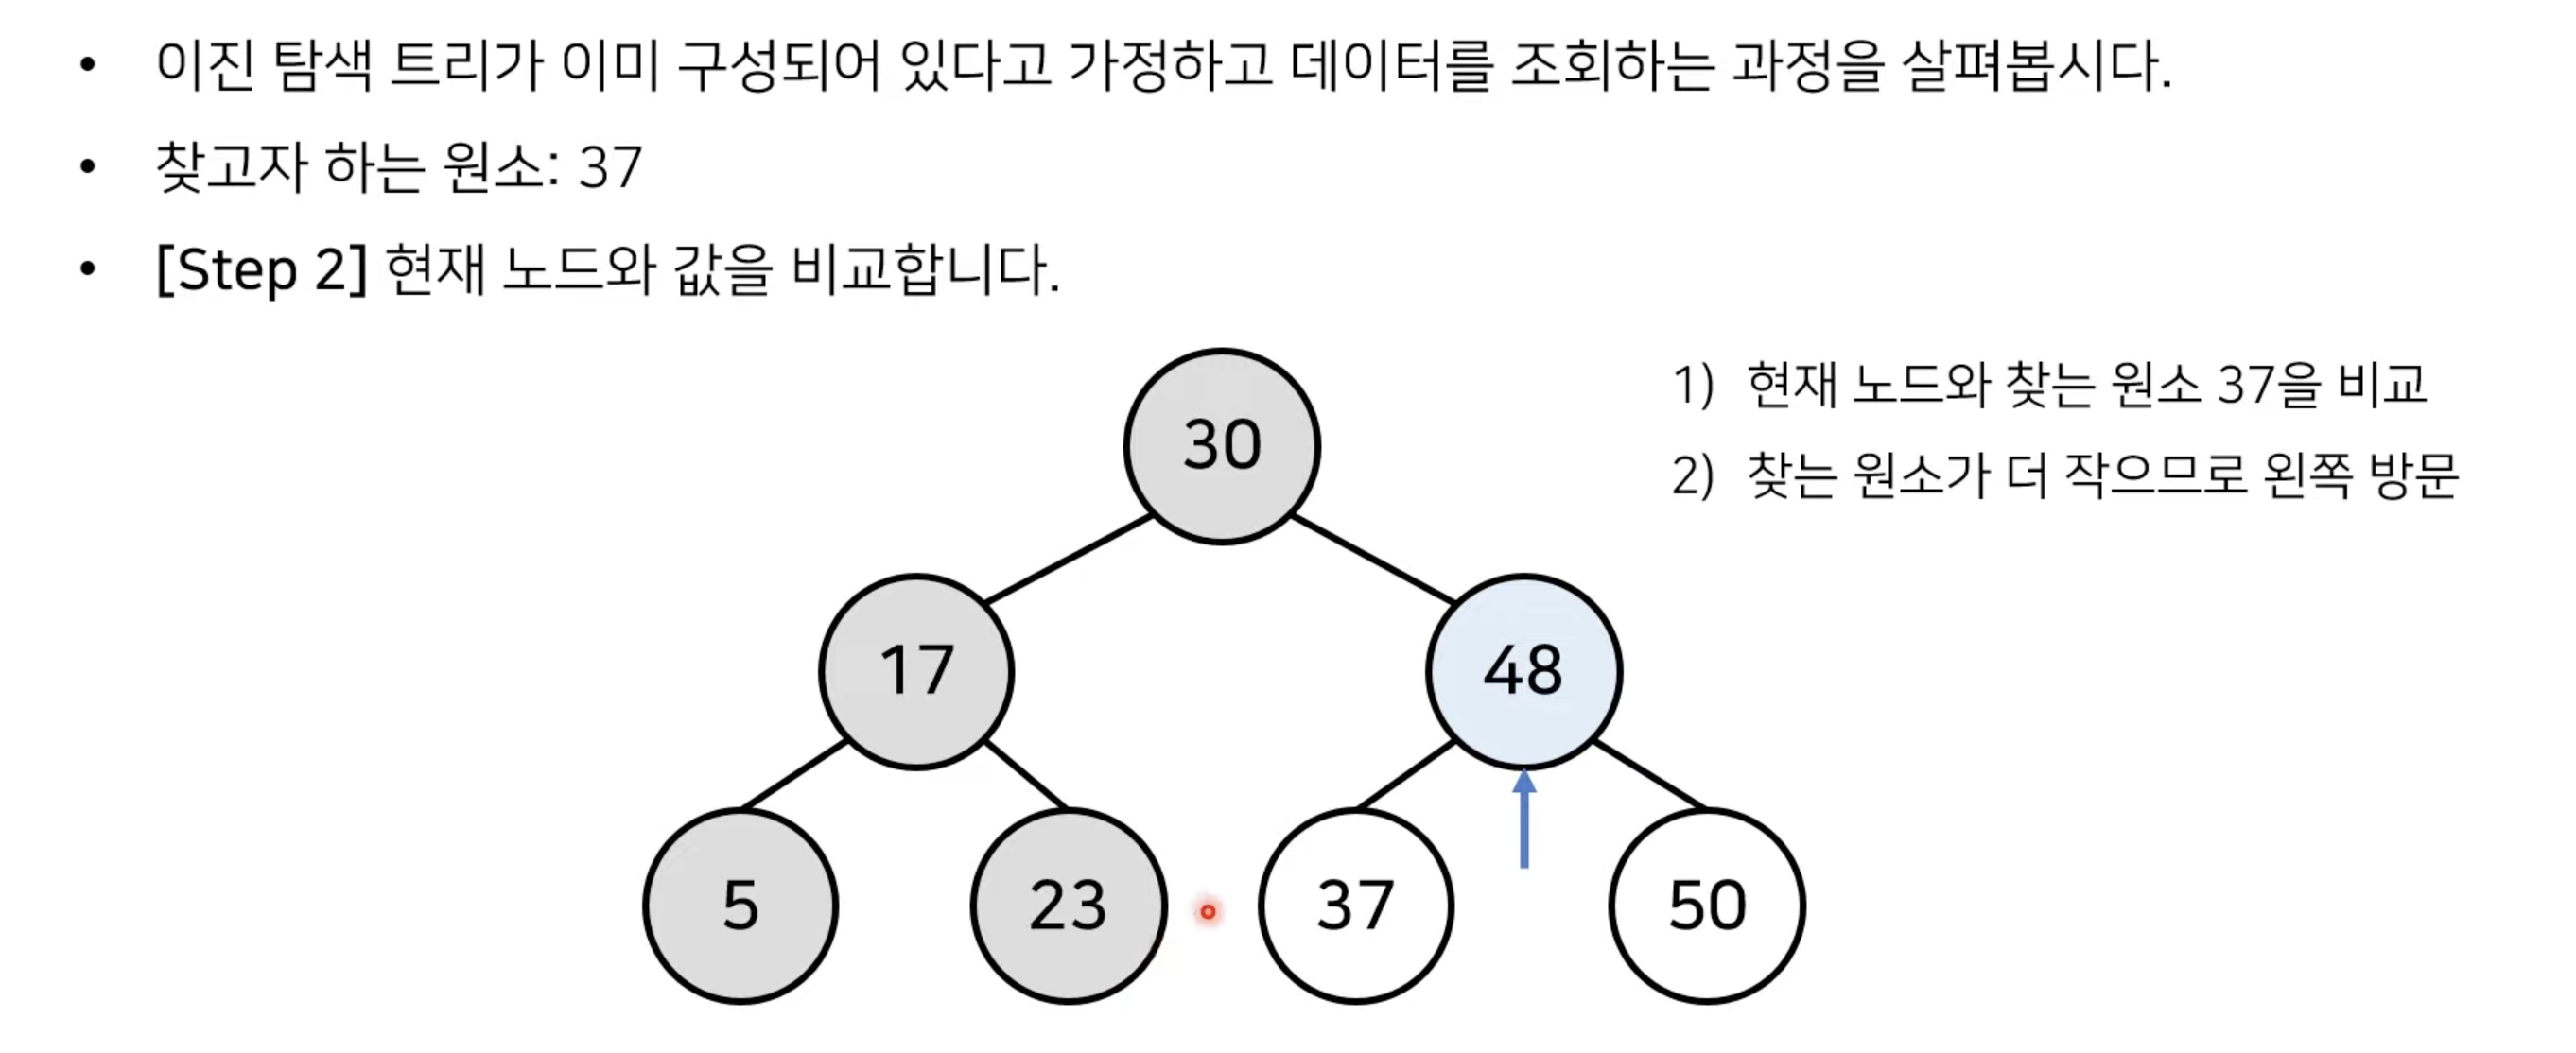 • 이진 탐색 트리가 이미 구성되어 있다고 가정하고 데이터를 조회하는 과정을 살펴봅시다.
• 찾고자 하는 원소: 37
• [Step 2] 현재 노드와 값을 비교합니다.
1) 현재 노드와 찾는 원소 37을 비교
2) 찾는 원소가 더 작으므로 왼쪽 방문
30
17 48
5 23 37 50